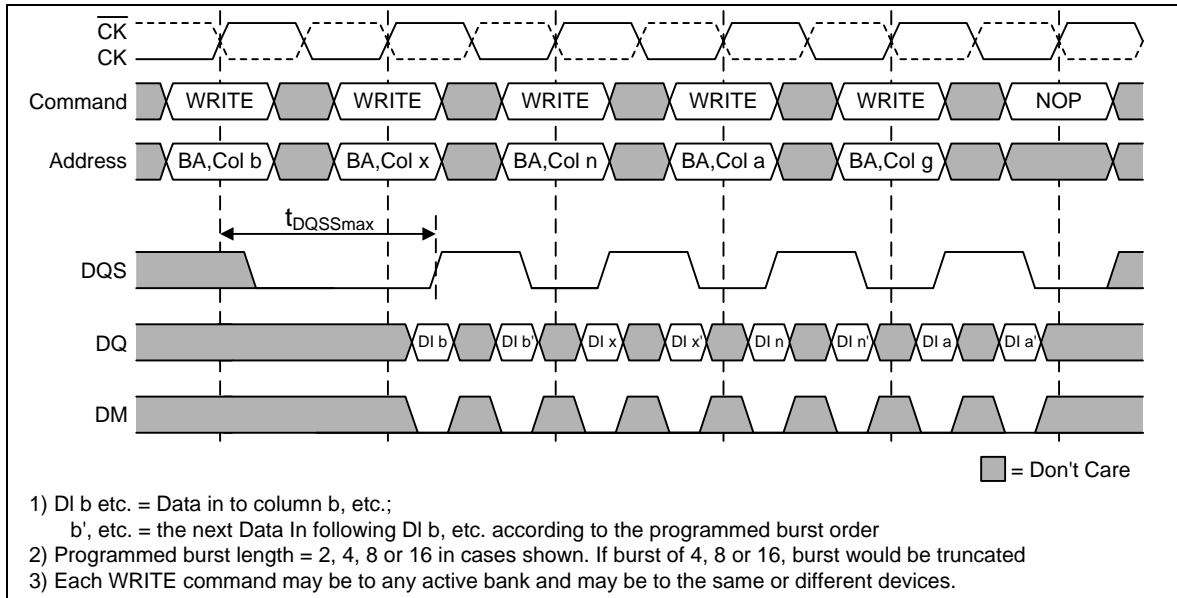 CK
CK
Command WRITE WRITE WRITE WRITE WRITE NOP
Address BA,Col b BA,Col x BA,Col n BA,Col a BA,Col g
tDQSSmax
DQS
DQ DI b DI b' DI x DI x' DI n DI n' DI a DI a'
DM
= Don't Care
1) DI b etc. = Data in to column b, etc.;
b', etc. = the next Data In following DI b, etc. according to the programmed burst order
2) Programmed burst length = 2, 4, 8 or 16 in cases shown. If burst of 4, 8 or 16, burst would be truncated
3) Each WRITE command may be to any active bank and may be to the same or different devices.